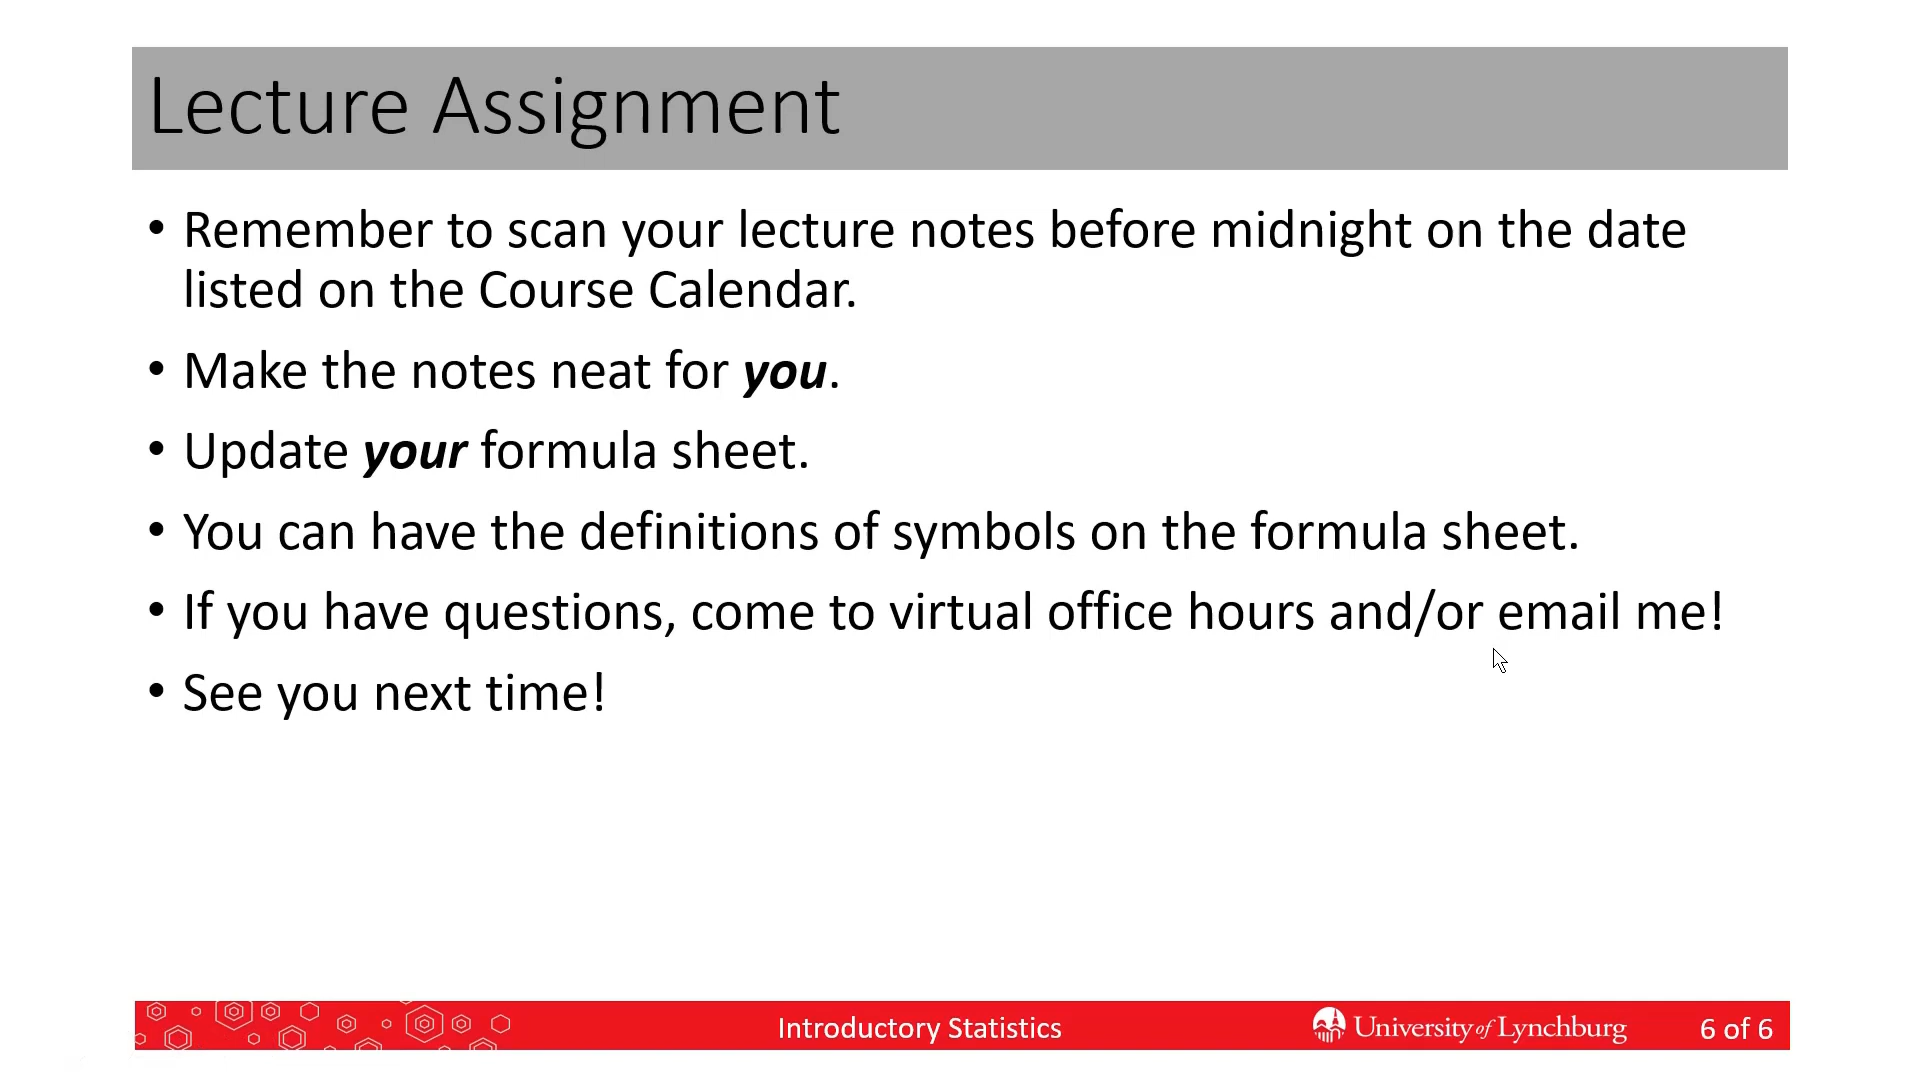 Lecture Assignment
• Remember to scan your lecture notes before midnight on the date
listed on the Course Calendar.
• Make the notes neat for you.
• Update your formula sheet.
• You can have the definitions of symbols on the formula sheet.
• If you have questions, come to virtual office hours and/or email me!
• See you next time!
Introductory Statistics
University of Lynchburg
6 of 6